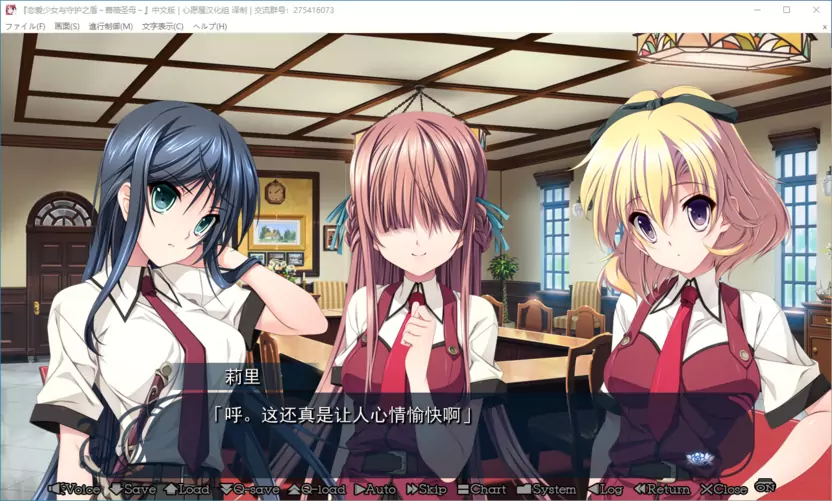 『恋爱少女与守护之盾～蔷薇圣母～』中文版 | 心愿屋汉化组 译制 | 交流群号：275416073
ファイル(F) 画面(S) 進行制御(M) 文字表示(C) ヘルプ(H)
莉里
「呼。这还真是让人心情愉快啊」
Voice Save Load Q-save Q-load Auto Skip Chart System Log Return Close ON